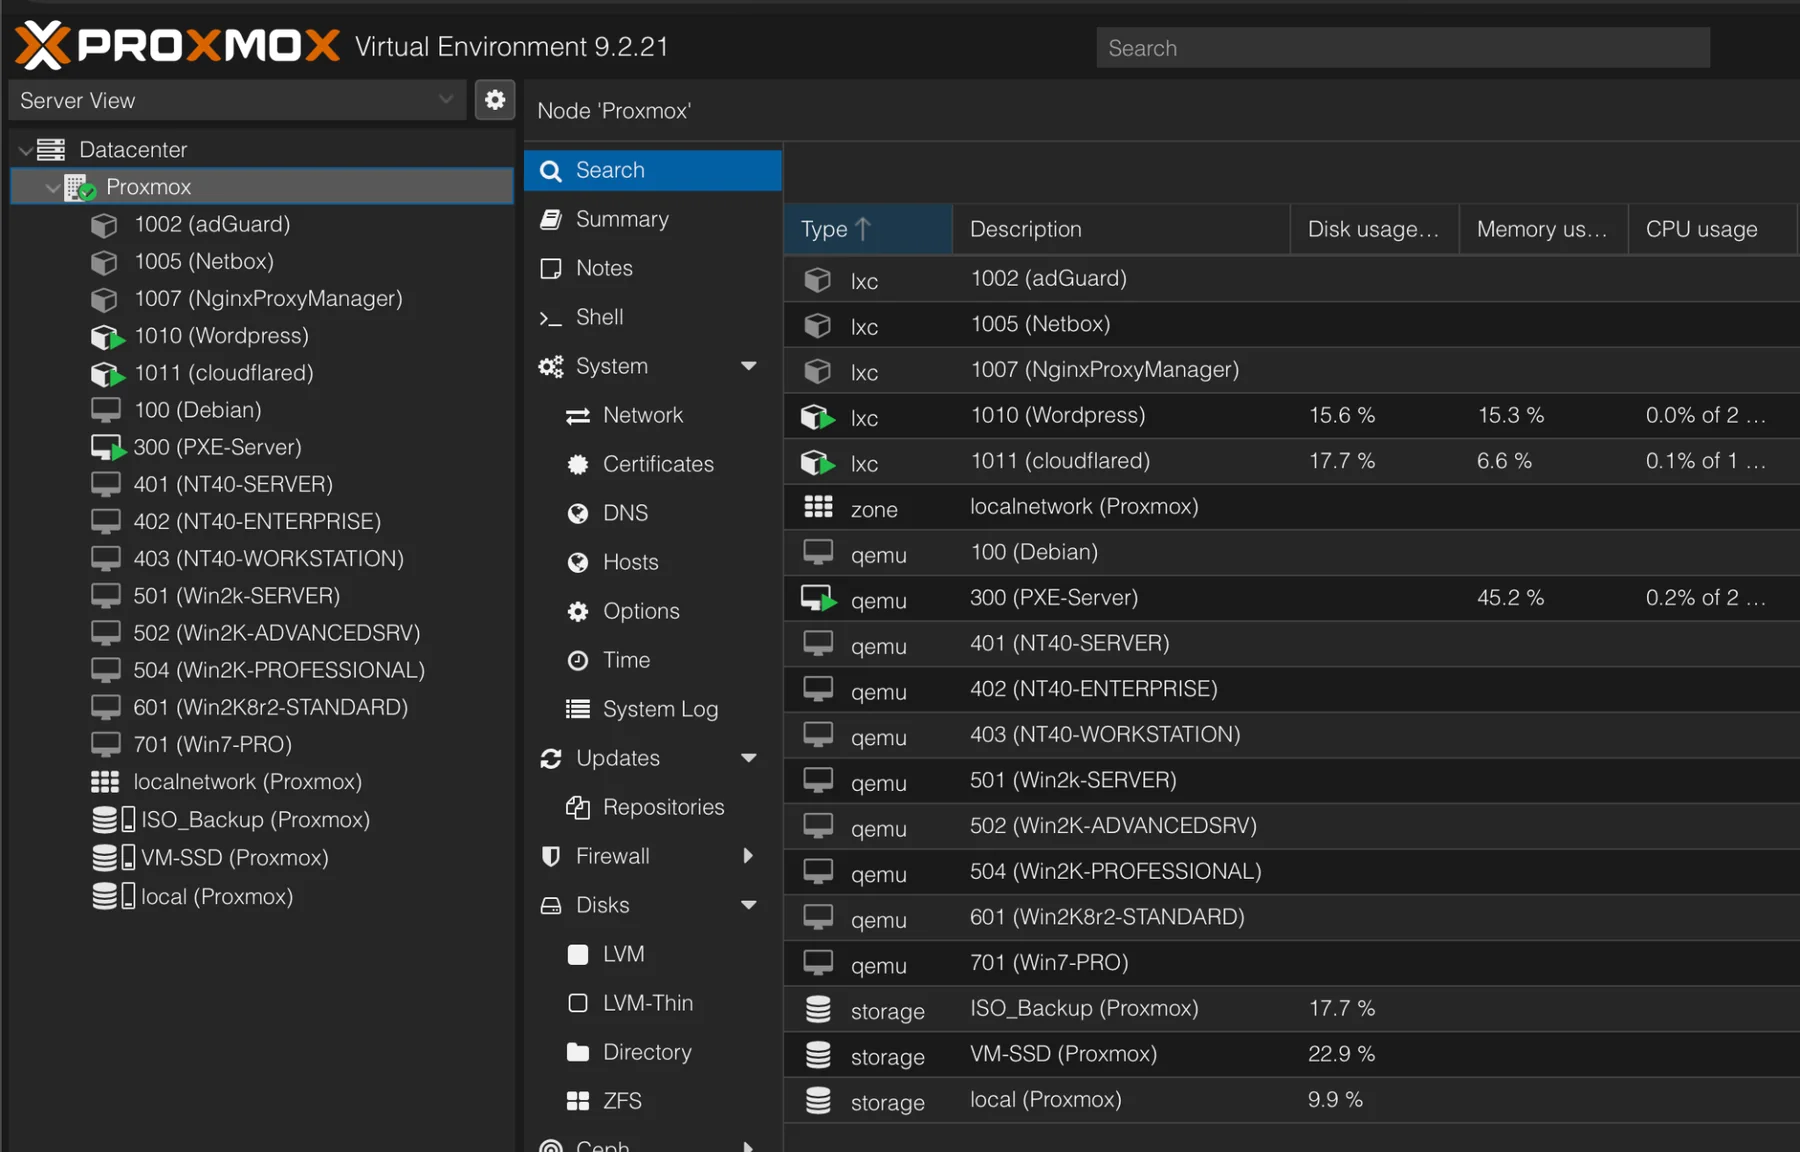 PROXMOX Virtual Environment 9.2.21
Search
Server View
Datacenter
Proxmox
1002 (adGuard)
1005 (Netbox)
1007 (NginxProxyManager)
1010 (Wordpress)
1011 (cloudflared)
100 (Debian)
300 (PXE-Server)
401 (NT40-SERVER)
402 (NT40-ENTERPRISE)
403 (NT40-WORKSTATION)
501 (Win2k-SERVER)
502 (Win2K-ADVANCEDSRV)
504 (Win2K-PROFESSIONAL)
601 (Win2K8r2-STANDARD)
701 (Win7-PRO)
localnetwork (Proxmox)
ISO_Backup (Proxmox)
VM-SSD (Proxmox)
local (Proxmox)
Node 'Proxmox'
Search
Summary
Notes
Shell
System
Network
Certificates
DNS
Hosts
Options
Time
System Log
Updates
Repositories
Firewall
Disks
LVM
LVM-Thin
Directory
ZFS
Ceph
Type Description Disk usage... Memory us... CPU usage
lxc 1002 (adGuard)
lxc 1005 (Netbox)
lxc 1007 (NginxProxyManager)
lxc 1010 (Wordpress) 15.6 % 15.3 % 0.0% of 2 ...
lxc 1011 (cloudflared) 17.7 % 6.6 % 0.1% of 1 ...
zone localnetwork (Proxmox)
qemu 100 (Debian)
qemu 300 (PXE-Server) 45.2 % 0.2% of 2 ...
qemu 401 (NT40-SERVER)
qemu 402 (NT40-ENTERPRISE)
qemu 403 (NT40-WORKSTATION)
qemu 501 (Win2k-SERVER)
qemu 502 (Win2K-ADVANCEDSRV)
qemu 504 (Win2K-PROFESSIONAL)
qemu 601 (Win2K8r2-STANDARD)
qemu 701 (Win7-PRO)
storage ISO_Backup (Proxmox) 17.7 %
storage VM-SSD (Proxmox) 22.9 %
storage local (Proxmox) 9.9 %